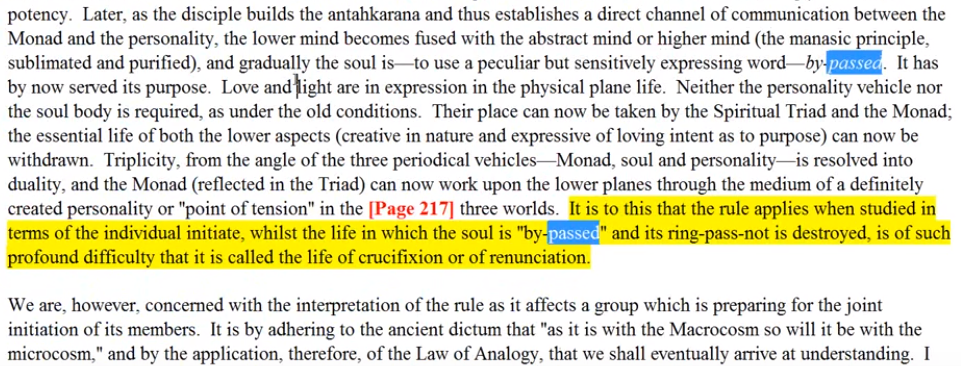 potency.  Later, as the disciple builds the antahkarana and thus establishes a direct channel of communication between the
Monad and the personality, the lower mind becomes fused with the abstract mind or higher mind (the manasic principle,
sublimated and purified), and gradually the soul is—to use a peculiar but sensitively expressing word—by-passed.  It has
by now served its purpose.  Love and light are in expression in the physical plane life.  Neither the personality vehicle nor
the soul body is required, as under the old conditions.  Their place can now be taken by the Spiritual Triad and the Monad;
the essential life of both the lower aspects (creative in nature and expressive of loving intent as to purpose) can now be
withdrawn.  Triplicity, from the angle of the three periodical vehicles—Monad, soul and personality—is resolved into
duality, and the Monad (reflected in the Triad) can now work upon the lower planes through the medium of a definitely
created personality or "point of tension" in the [Page 217] three worlds.  It is to this that the rule applies when studied in
terms of the individual initiate, whilst the life in which the soul is "by-passed" and its ring-pass-not is destroyed, is of such
profound difficulty that it is called the life of crucifixion or of renunciation.
We are, however, concerned with the interpretation of the rule as it affects a group which is preparing for the joint
initiation of its members.  It is by adhering to the ancient dictum that "as it is with the Macrocosm so will it be with the
microcosm," and by the application, therefore, of the Law of Analogy, that we shall eventually arrive at understanding.  I